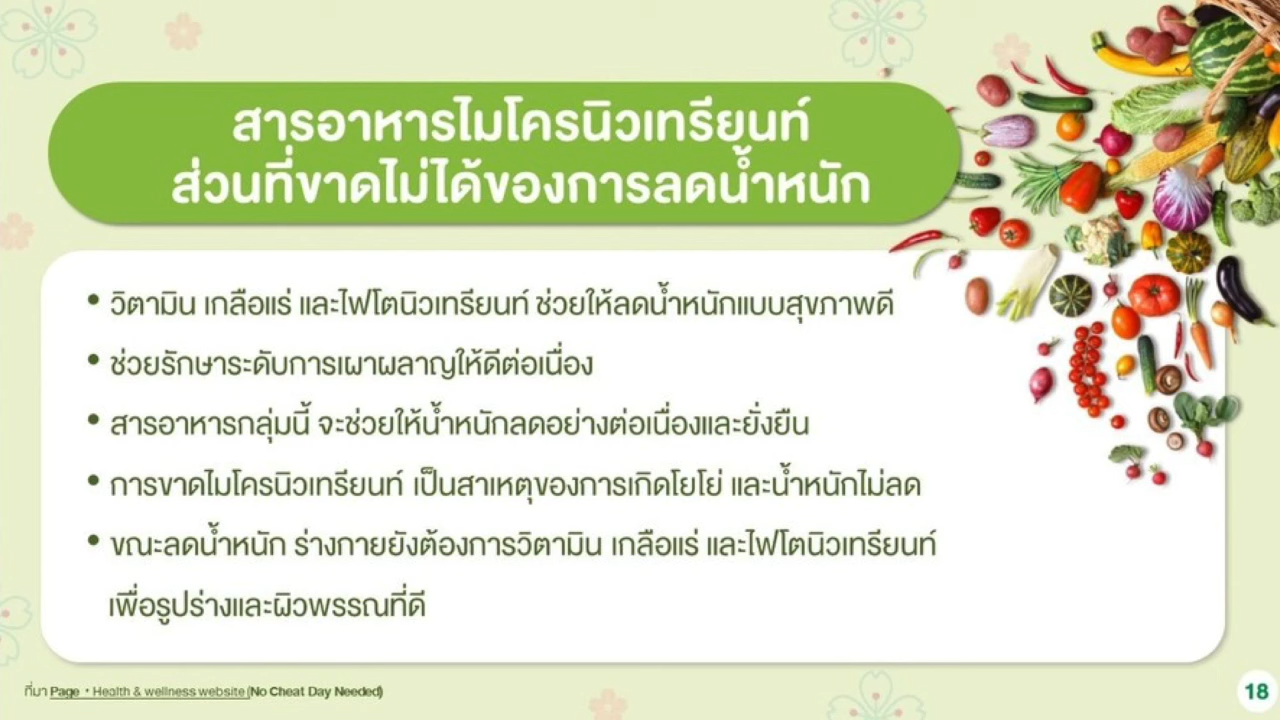 สารอาหารไมโครนิวเทรียนท์
ส่วนที่ขาดไม่ได้ของการลดน้ำหนัก
• วิตามิน เกลือแร่ และไฟโตนิวเทรียนท์ ช่วยให้ลดน้ำหนักแบบสุขภาพดี
• ช่วยรักษาระดับการเผาผลาญให้ดีต่อเนื่อง
• สารอาหารกลุ่มนี้ จะช่วยให้น้ำหนักลดอย่างต่อเนื่องและยั่งยืน
• การขาดไมโครนิวเทรียนท์ เป็นสาเหตุของการเกิดโยโย่ และน้ำหนักไม่ลด
• ขณะลดน้ำหนัก ร่างกายยังต้องการวิตามิน เกลือแร่ และไฟโตนิวเทรียนท์
เพื่อรูปร่างและผิวพรรณที่ดี
ที่มา Page · Health & wellness website (No Cheat Day Needed)
18